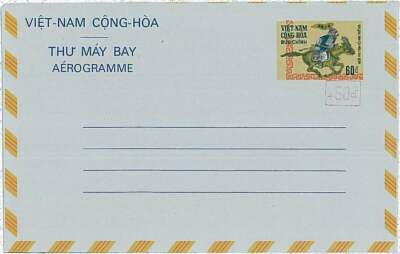 VIỆT-NAM CỘNG-HÒA
THƯ MÁY BAY
AÉROGRAMME
VIỆT-NAM
CỘNG-HÒA
BƯU-CHÍNH
60đ
+50đ